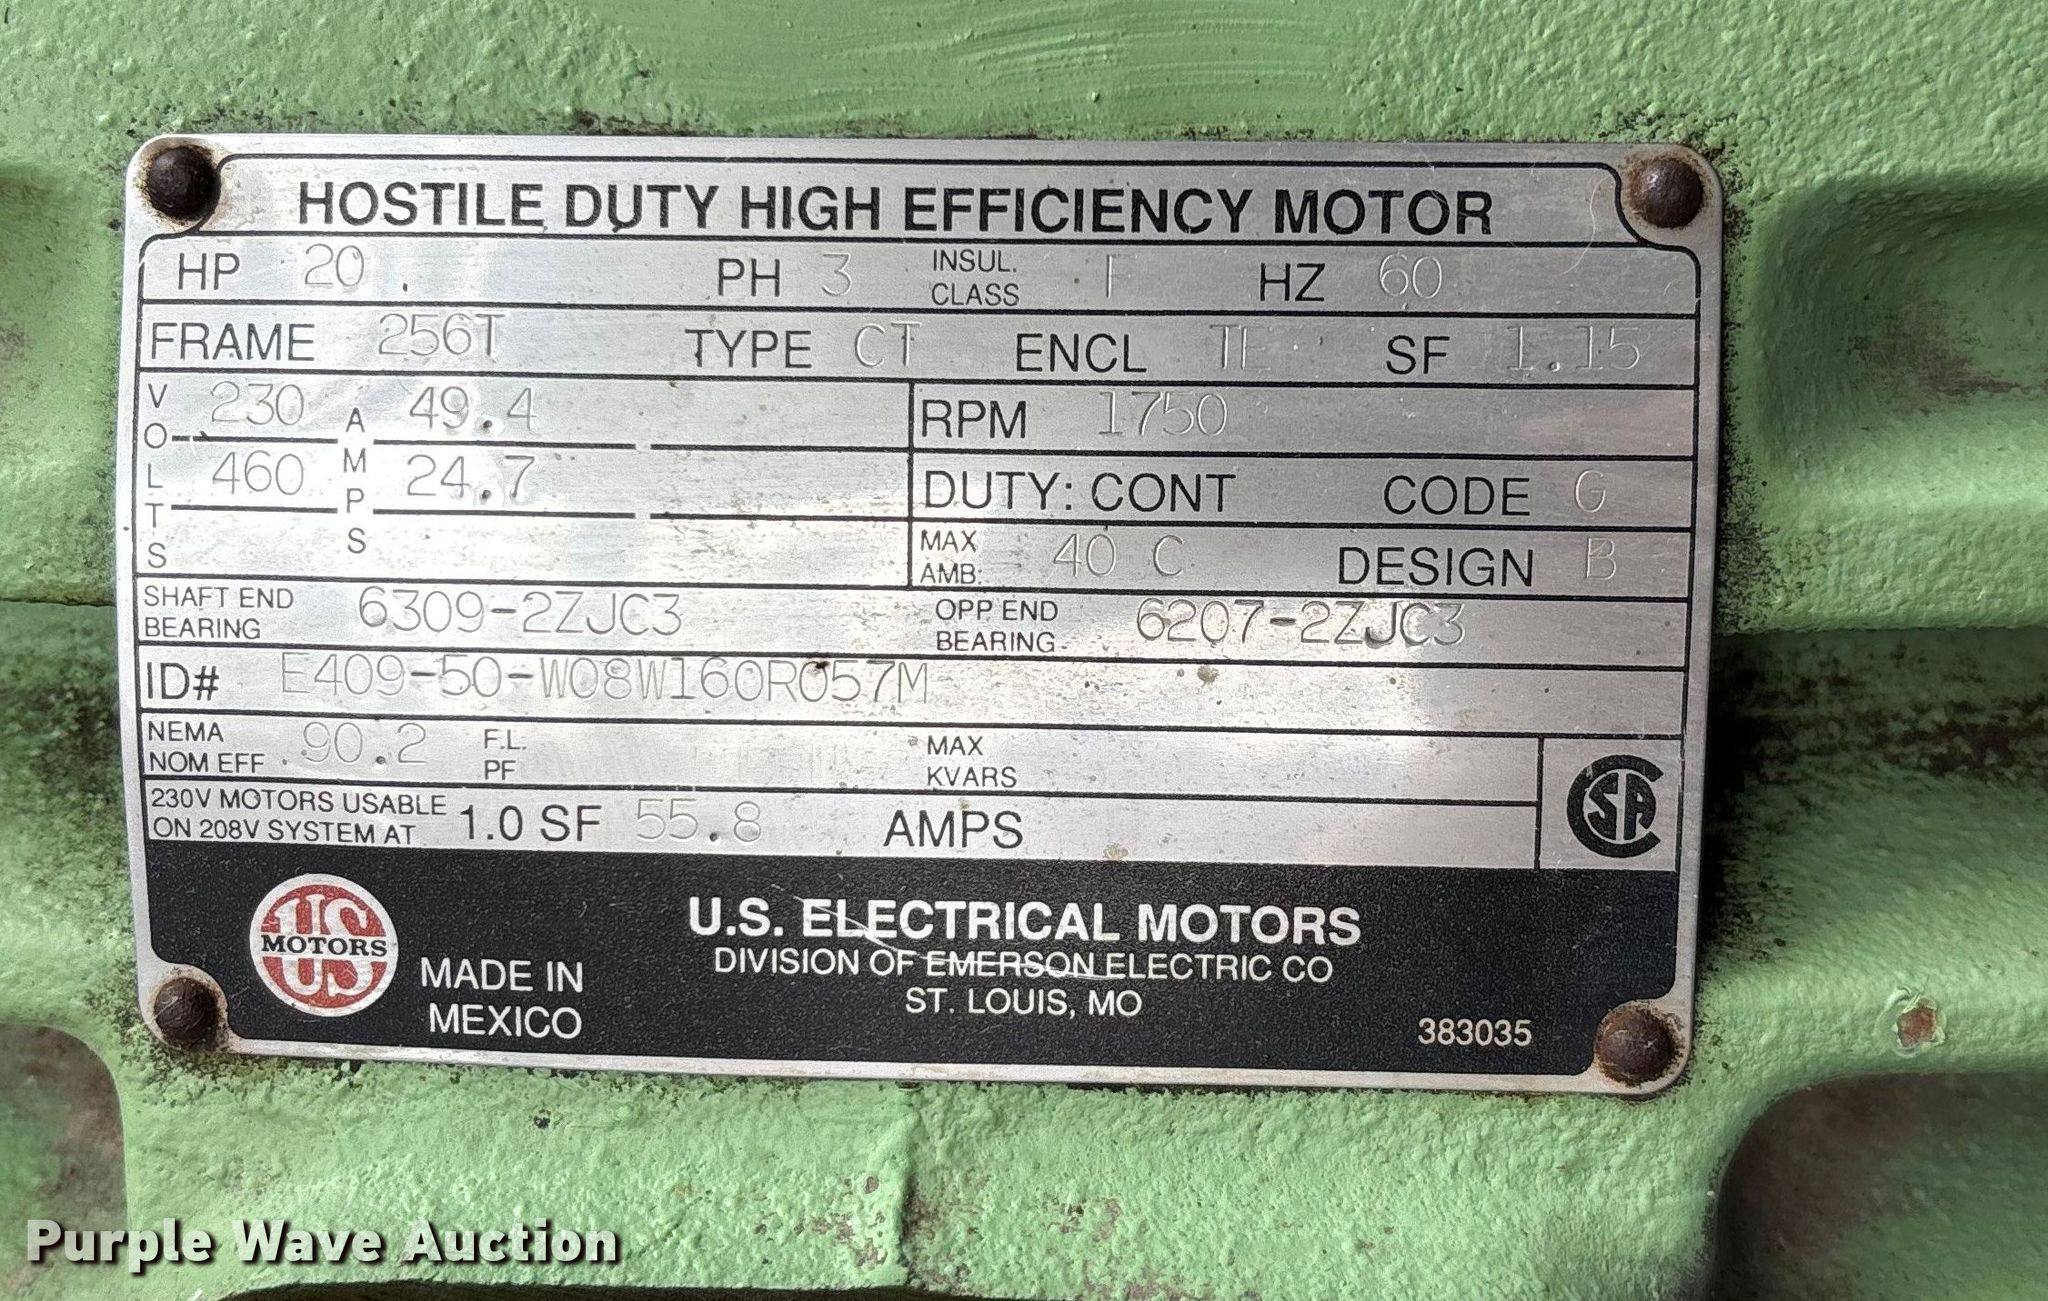 HOSTILE DUTY HIGH EFFICIENCY MOTOR
HP 20. PH 3 INSUL. CLASS F HZ 60
FRAME 256T TYPE CT ENCL TE SF 1.15
VOLTS 230 AMPS 49.4 RPM 1750
460 24.7 DUTY: CONT CODE G
MAX AMB: 40 C DESIGN B
SHAFT END BEARING 6309-2ZJC3 OPP END BEARING 6207-2ZJC3
ID# E409-50-W08W160R057M
NEMA NOM EFF. 90.2 F.L. PF MAX KVARS
230V MOTORS USABLE ON 208V SYSTEM AT 1.0 SF 55.8 AMPS
CSA
US MOTORS
MADE IN
MEXICO
U.S. ELECTRICAL MOTORS
DIVISION OF EMERSON ELECTRIC CO
ST. LOUIS, MO
383035
Purple Wave Auction